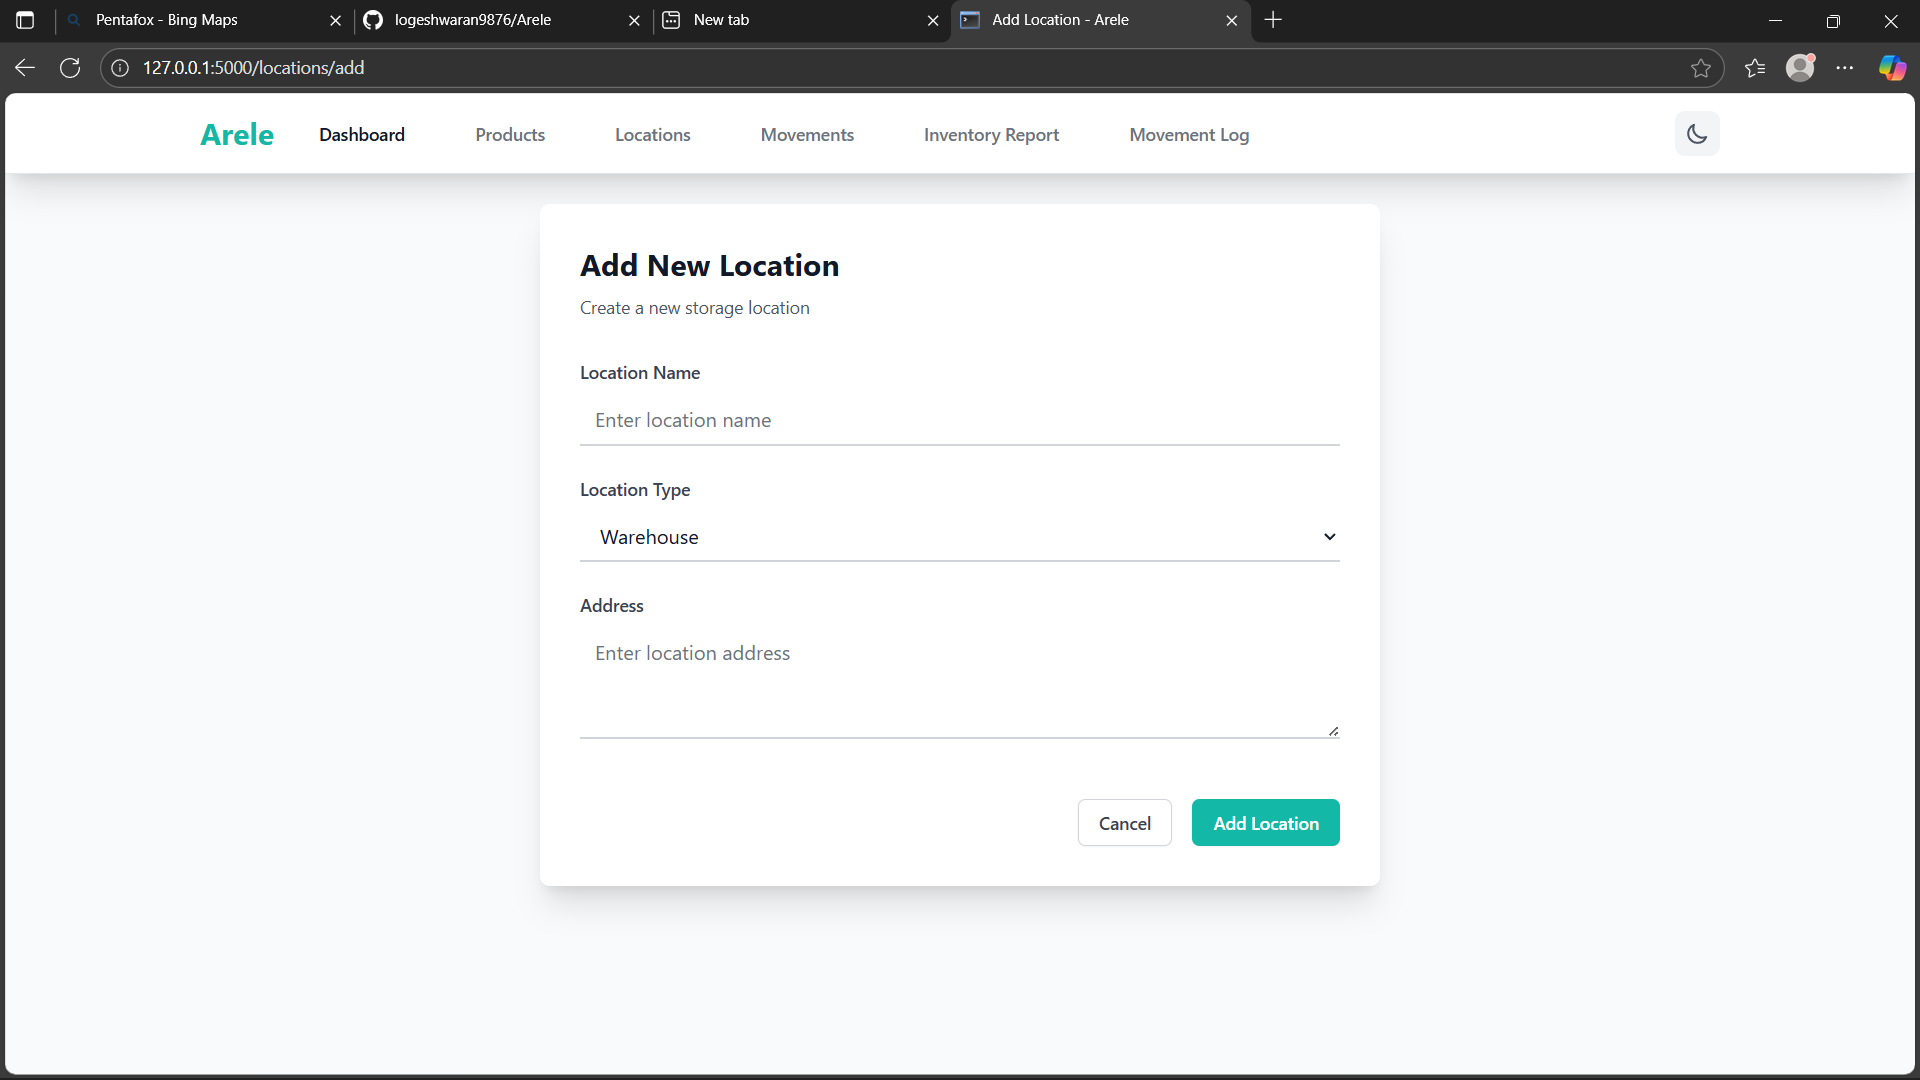 Pentafox - Bing Maps
logeshwaran9876/Arele
New tab
Add Location - Arele
127.0.0.1:5000/locations/add
Arele
Dashboard
Products
Locations
Movements
Inventory Report
Movement Log
Add New Location
Create a new storage location
Location Name
Enter location name
Location Type
Warehouse
Address
Enter location address
Cancel
Add Location